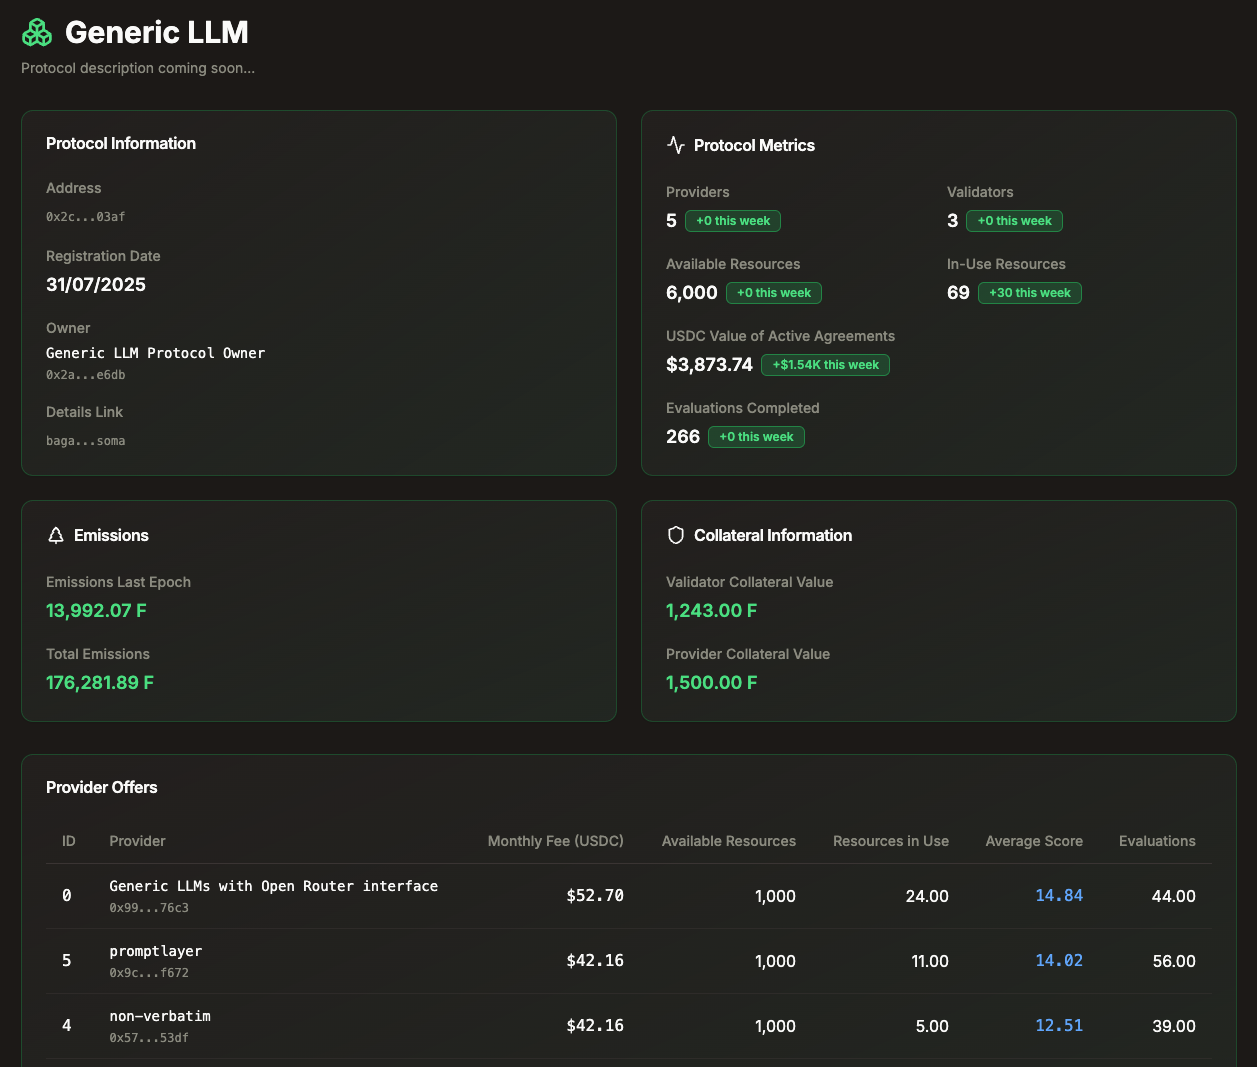 Generic LLM
Protocol description coming soon...
Protocol Information
Address
0x2c...03af
Registration Date
31/07/2025
Owner
Generic LLM Protocol Owner
0x2a...e6db
Details Link
baga...soma
Protocol Metrics
Providers
5 +0 this week
Validators
3 +0 this week
Available Resources
6,000 +0 this week
In-Use Resources
69 +30 this week
USDC Value of Active Agreements
$3,873.74 +$1.54K this week
Evaluations Completed
266 +0 this week
Emissions
Emissions Last Epoch
13,992.07 F
Total Emissions
176,281.89 F
Collateral Information
Validator Collateral Value
1,243.00 F
Provider Collateral Value
1,500.00 F
Provider Offers
ID Provider Monthly Fee (USDC) Available Resources Resources in Use Average Score Evaluations
0 Generic LLMs with Open Router interface $52.70 1,000 24.00 14.84 44.00
0x99...76c3
5 promptlayer $42.16 1,000 11.00 14.02 56.00
0x9c...f672
4 non-verbatim $42.16 1,000 5.00 12.51 39.00
0x57...53df